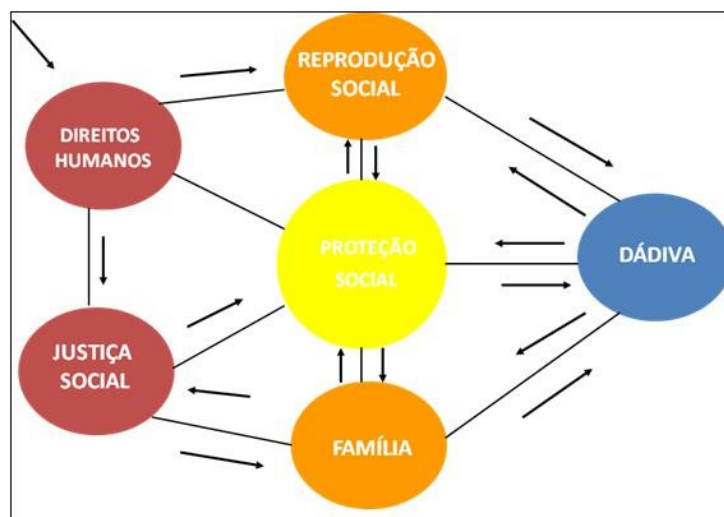 REPRODUÇÃO
SOCIAL
DIREITOS
HUMANOS
PROTEÇÃO
SOCIAL
DÁDIVA
JUSTIÇA
SOCIAL
FAMÍLIA